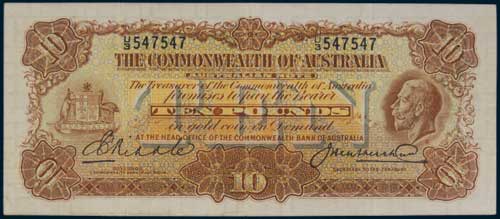 10 U/3 547547 U/3 547547 10
THE COMMONWEALTH OF AUSTRALIA
AUSTRALIAN NOTE
The Treasurer of the Commonwealth of Australia
promises to pay the Bearer
TEN POUNDS
in gold coin on Demand
AT THE HEAD OFFICE OF THE COMMONWEALTH BANK OF AUSTRALIA
10 10 10